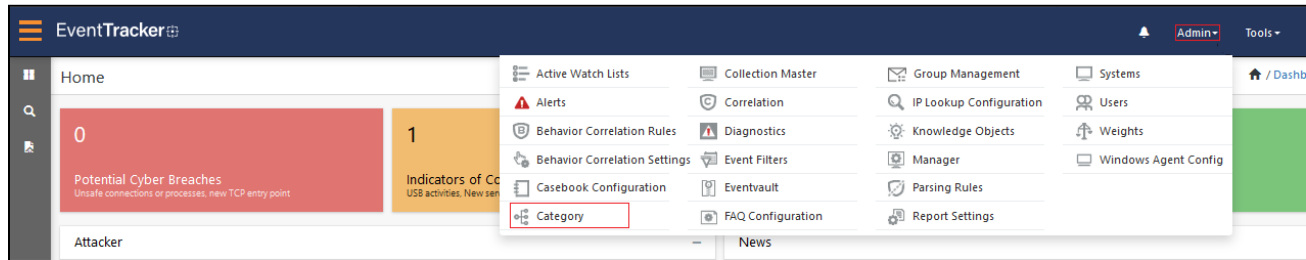 EventTracker
Admin
Tools
Home
Active Watch Lists
Collection Master
Group Management
Systems
/ Dashb
Alerts
Correlation
IP Lookup Configuration
Users
0
1
Behavior Correlation Rules
Diagnostics
Knowledge Objects
Weights
Behavior Correlation Settings
Event Filters
Manager
Windows Agent Config
Potential Cyber Breaches
Indicators of Co
Casebook Configuration
Eventvault
Parsing Rules
Unsafe connections or processes, new TCP entry point
USB activities, New serv
Category
FAQ Configuration
Report Settings
Attacker
News